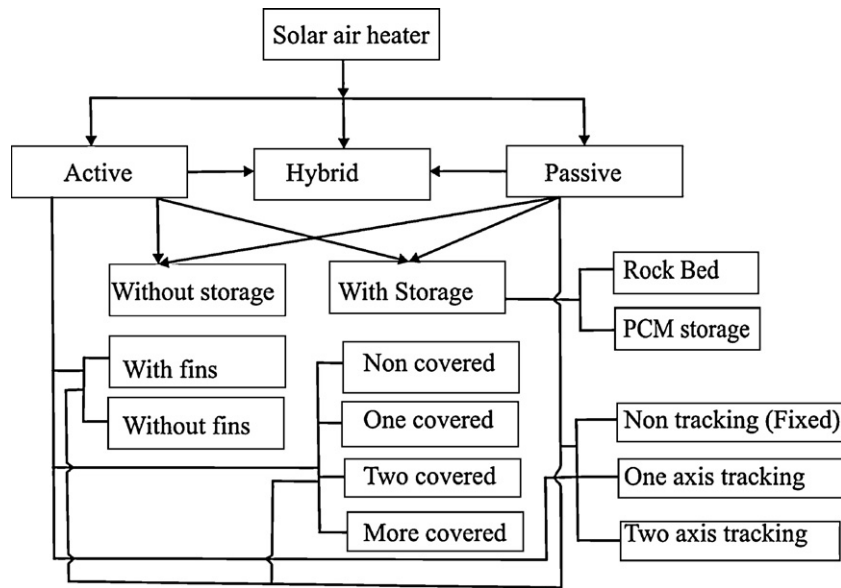 Solar air heater
Active
Hybrid
Passive
Without storage
With Storage
Rock Bed
PCM storage
With fins
Without fins
Non covered
One covered
Two covered
More covered
Non tracking (Fixed)
One axis tracking
Two axis tracking